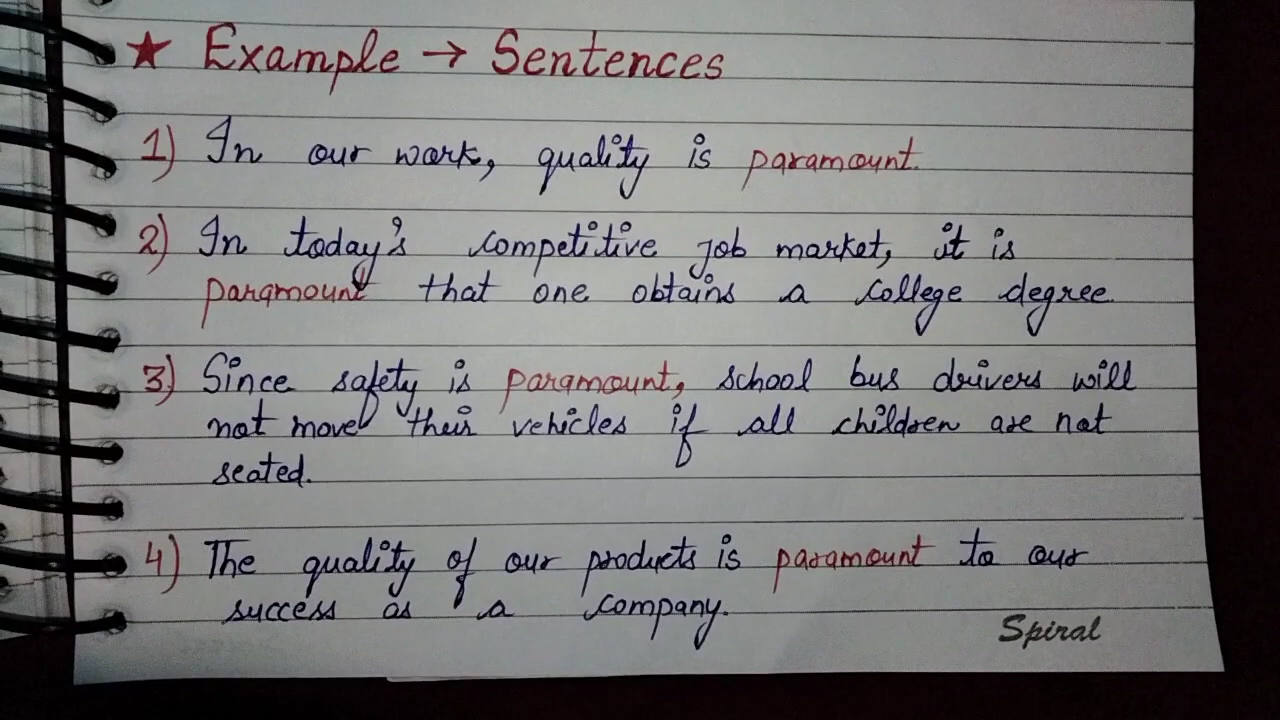 ★ Example → Sentences
1) In our work, quality is paramount.
2) In today's competitive job market, it is
paramount that one obtains a college degree
3) Since safety is paramount, school bus drivers will
not move their vehicles if all children are not
seated.
4) The quality of our products is paramount to our
success as a company.
Spiral